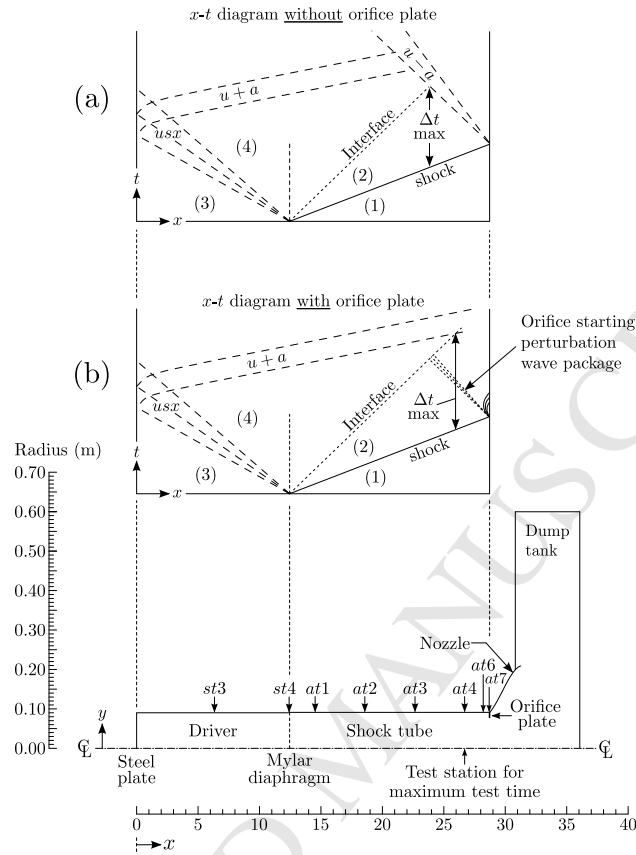 x-t diagram without orifice plate
(a)
u + a
u - a
usx
(4)
Interface
Δt
max
(2)
shock
(3)
(1)
t
x
x-t diagram with orifice plate
(b)
Orifice starting
perturbation
wave package
u + a
usx
(4)
Interface
Δt
max
(2)
shock
(3)
(1)
t
x
Radius (m)
0.70
0.60
0.50
0.40
0.30
0.20
0.10
0.00
Dump
tank
Nozzle
at6
at7
st3
st4
at1
at2
at3
at4
y
Driver
Shock tube
Orifice
plate
℄
℄
Steel
plate
Mylar
diaphragm
Test station for
maximum test time
0 5 10 15 20 25 30 35 40
x